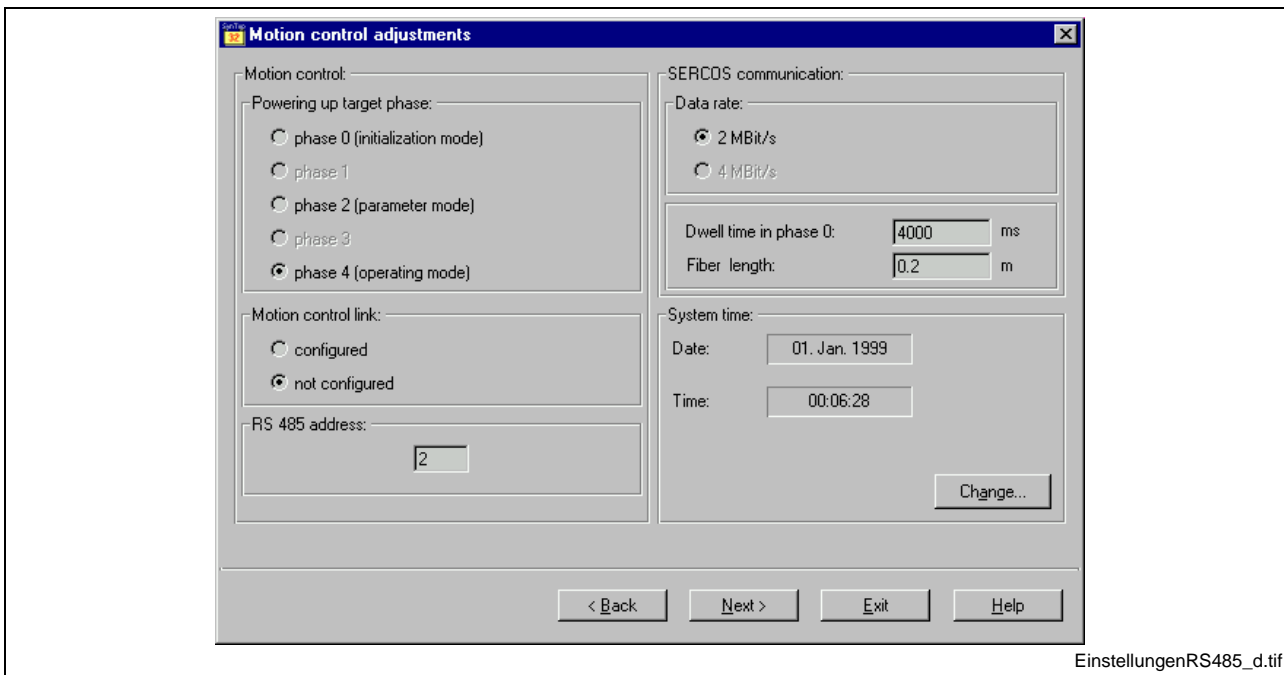 SynTop
32
Motion control adjustments
Motion control:
Powering up target phase:
phase 0 (initialization mode)
phase 1
phase 2 (parameter mode)
phase 3
phase 4 (operating mode)
Motion control link:
configured
not configured
RS 485 address:
2
SERCOS communication:
Data rate:
2 MBit/s
4 MBit/s
Dwell time in phase 0: 4000 ms
Fiber length: 0.2 m
System time:
Date: 01. Jan. 1999
Time: 00:06:28
Change...
< Back Next > Exit Help
EinstellungenRS485_d.tif